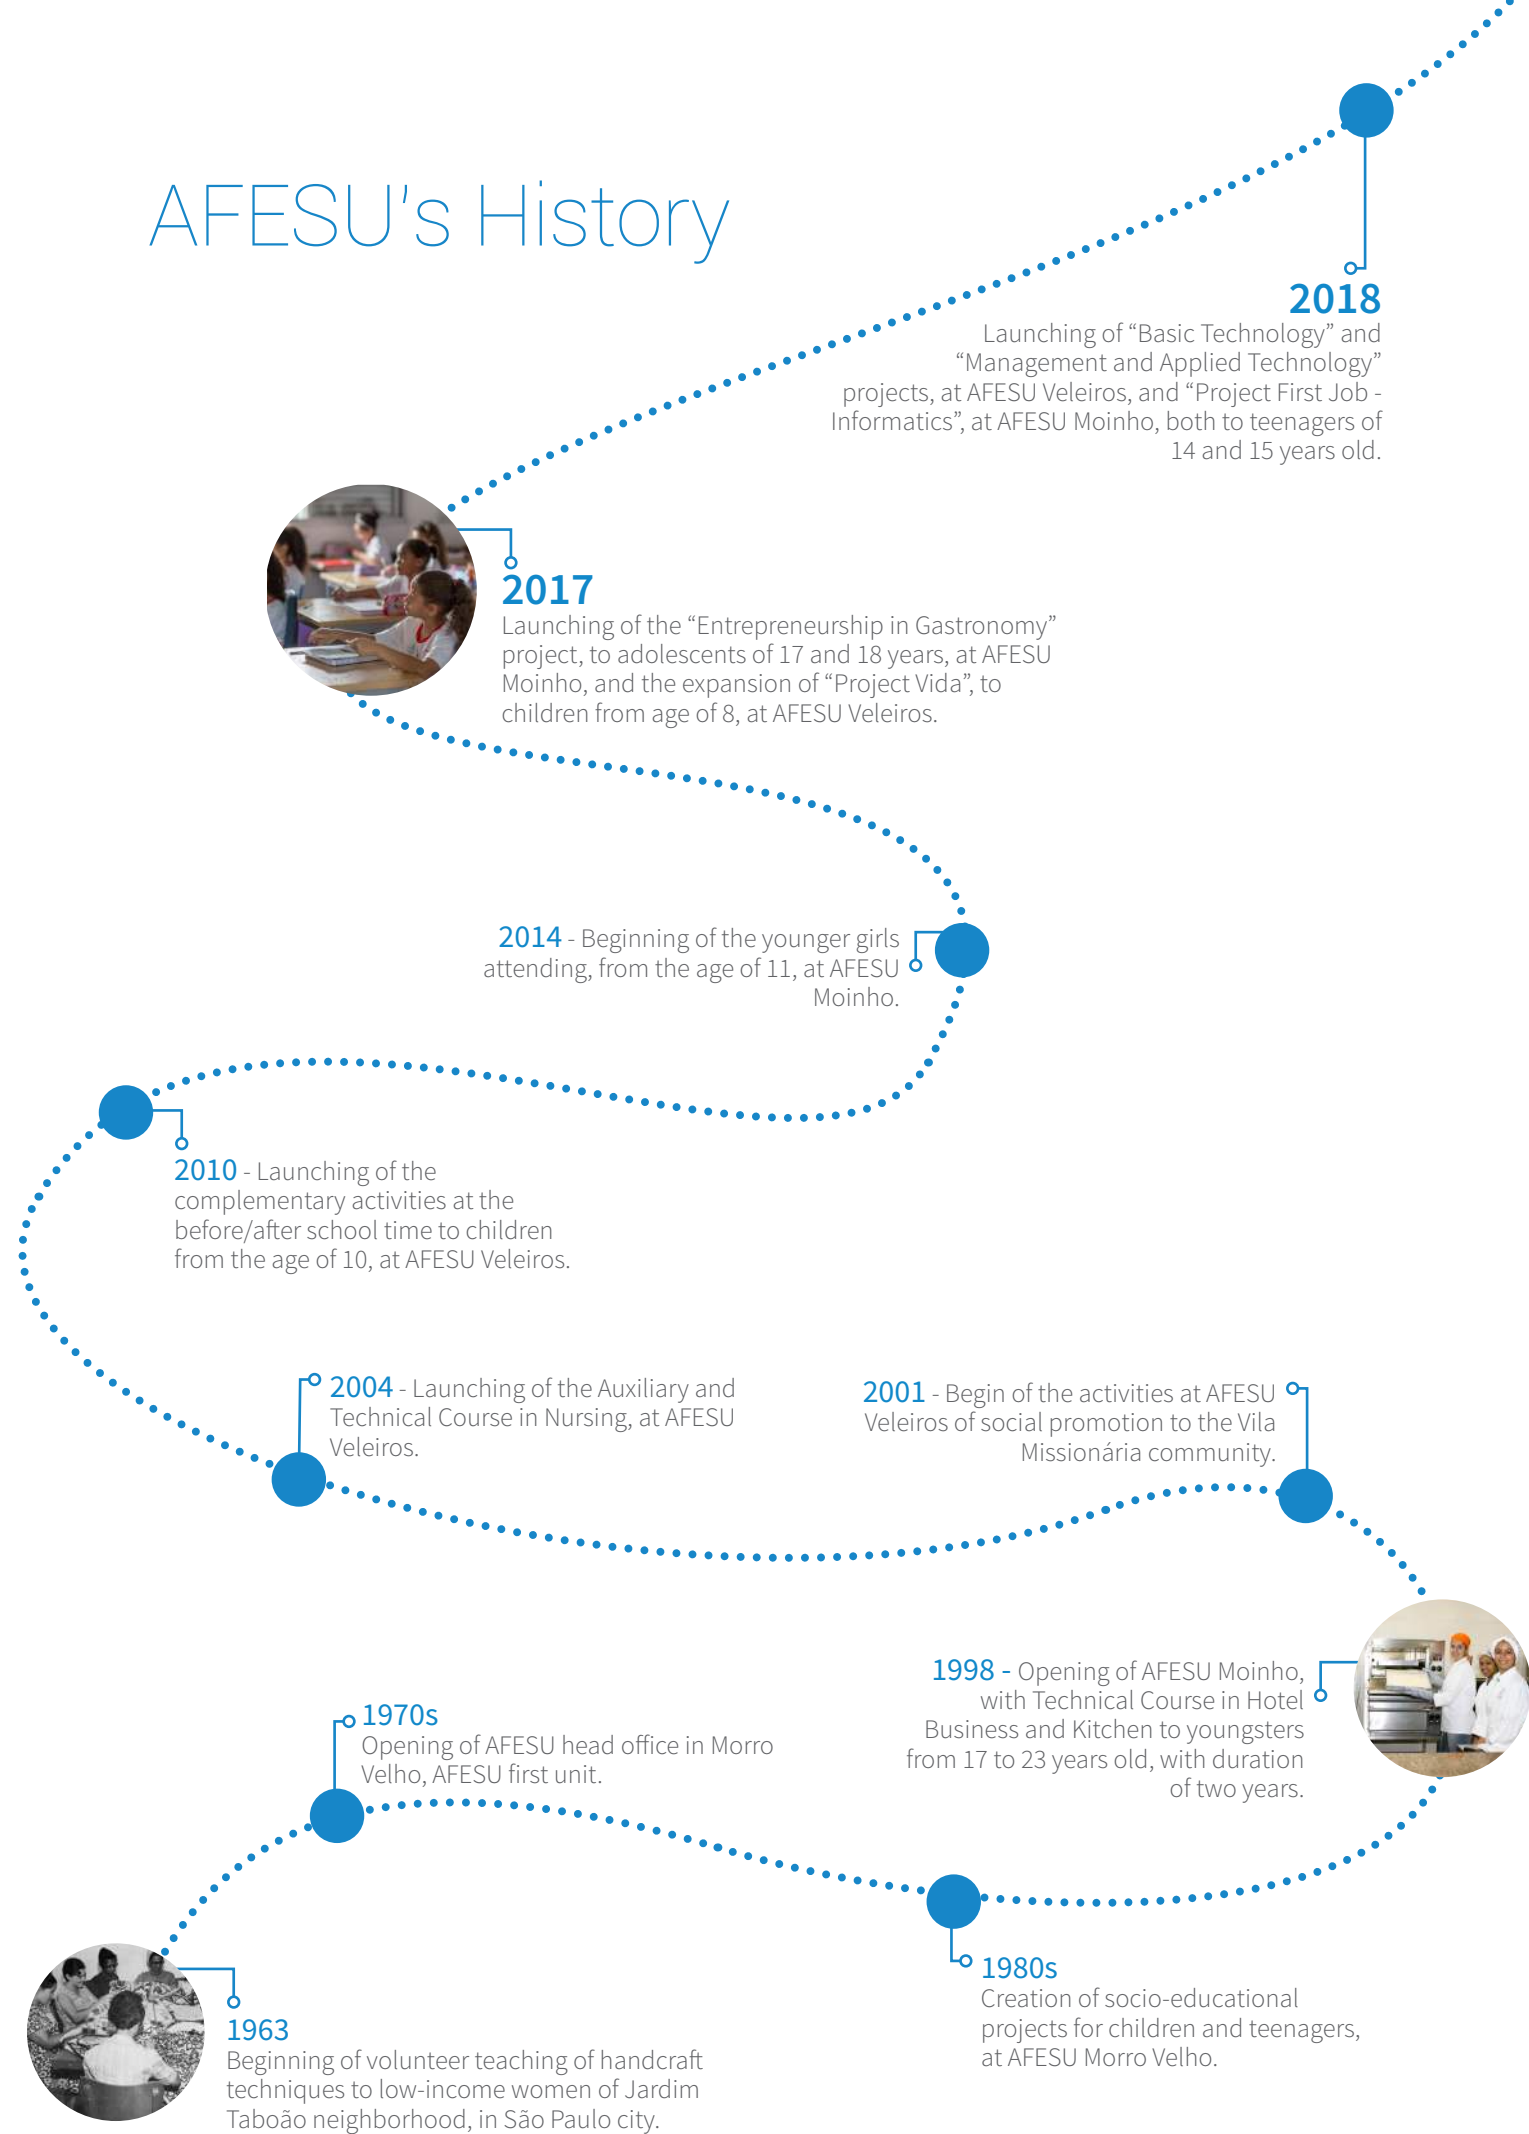 AFESU's History
2018
Launching of “Basic Technology” and
“Management and Applied Technology”
projects, at AFESU Veleiros, and “Project First Job -
Informatics”, at AFESU Moinho, both to teenagers of
14 and 15 years old.
2017
Launching of the “Entrepreneurship in Gastronomy”
project, to adolescents of 17 and 18 years, at AFESU
Moinho, and the expansion of “Project Vida”, to
children from age of 8, at AFESU Veleiros.
2014 - Beginning of the younger girls
attending, from the age of 11, at AFESU
Moinho.
2010 - Launching of the
complementary activities at the
before/after school time to children
from the age of 10, at AFESU Veleiros.
2004 - Launching of the Auxiliary and
Technical Course in Nursing, at AFESU
Veleiros.
2001 - Begin of the activities at AFESU
Veleiros of social promotion to the Vila
Missionária community.
1998 - Opening of AFESU Moinho,
with Technical Course in Hotel
Business and Kitchen to youngsters
from 17 to 23 years old, with duration
of two years.
1970s
Opening of AFESU head office in Morro
Velho, AFESU first unit.
1980s
Creation of socio-educational
projects for children and teenagers,
at AFESU Morro Velho.
1963
Beginning of volunteer teaching of handcraft
techniques to low-income women of Jardim
Taboão neighborhood, in São Paulo city.